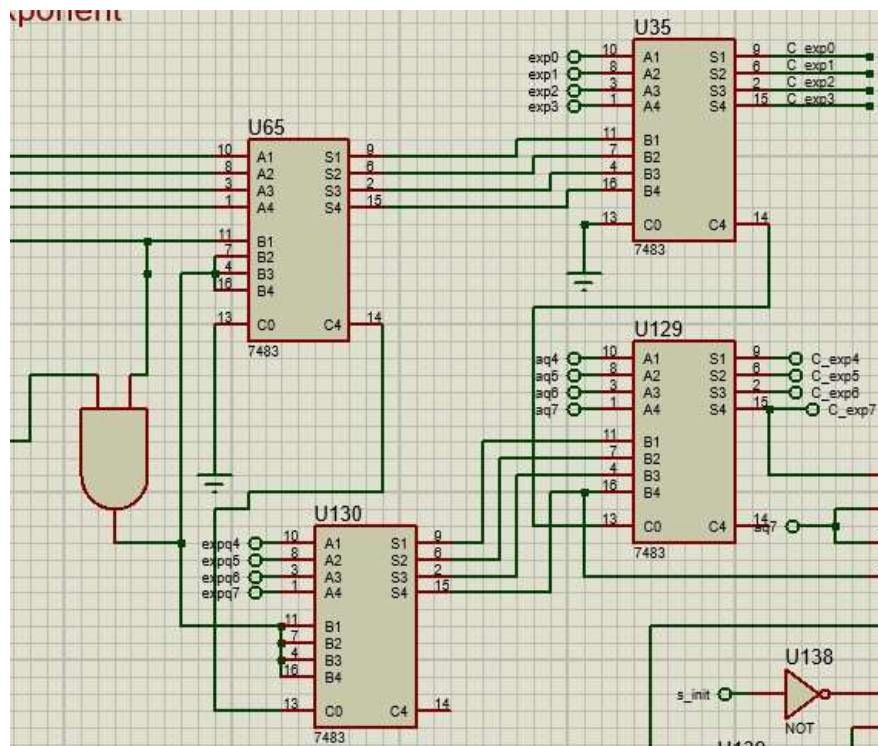 xponent
U35
exp0 10 A1 S1 9 C_exp0
exp1 8 A2 S2 6 C_exp1
exp2 3 A3 S3 2 C_exp2
exp3 1 A4 S4 15 C_exp3
11 B1
7 B2
4 B3
16 B4
13 C0 C4 14
7483
U65
10 A1 S1 9
8 A2 S2 6
3 A3 S3 2
1 A4 S4 15
11 B1
7 B2
4 B3
16 B4
13 C0 C4 14
7483
U129
aq4 10 A1 S1 9 C_exp4
aq5 8 A2 S2 6 C_exp5
aq6 3 A3 S3 2 C_exp6
aq7 1 A4 S4 15 C_exp7
11 B1
7 B2
4 B3
16 B4
13 C0 C4 14 aq7
7483
U130
expq4 10 A1 S1 9
expq5 8 A2 S2 6
expq6 3 A3 S3 2
expq7 1 A4 S4 15
11 B1
7 B2
4 B3
16 B4
13 C0 C4 14
7483
U138
s_init
NOT